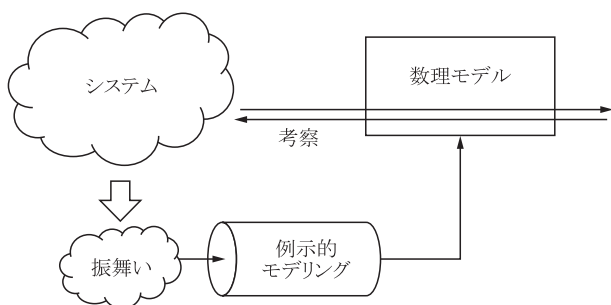 システム
数理モデル
考察
振舞い
例示的
モデリング